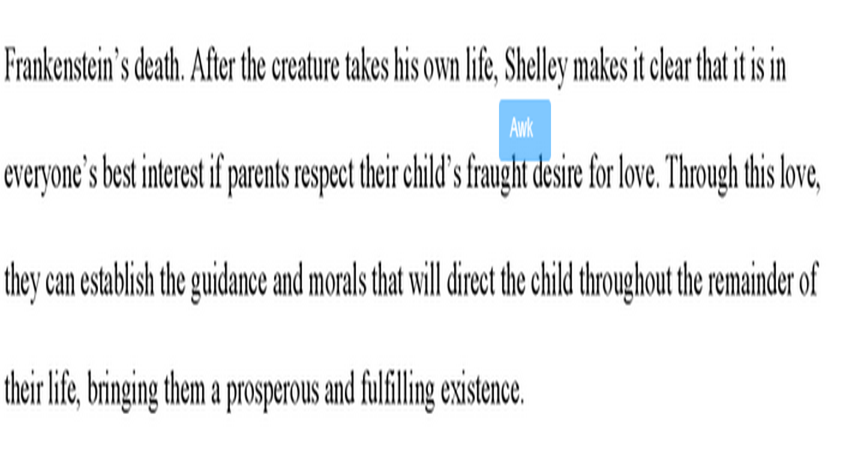 Frankenstein’s death. After the creature takes his own life, Shelley makes it clear that it is in
Awk
everyone’s best interest if parents respect their child’s fraught desire for love. Through this love,
they can establish the guidance and morals that will direct the child throughout the remainder of
their life, bringing them a prosperous and fulfilling existence.